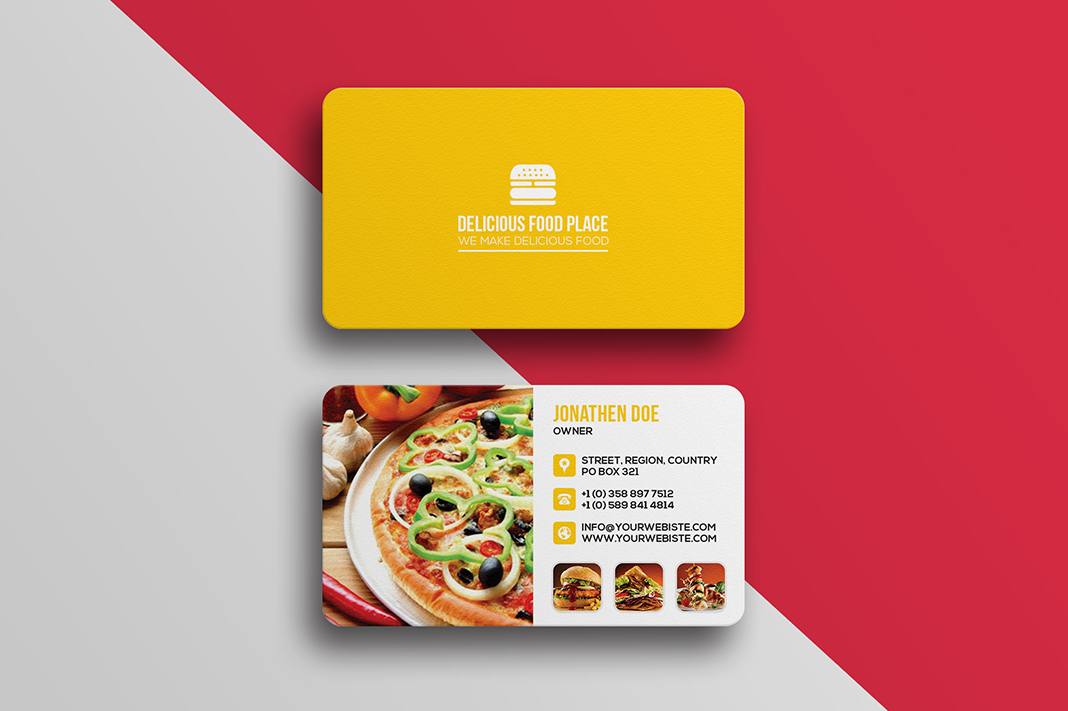 DELICIOUS FOOD PLACE
WE MAKE DELICIOUS FOOD
JONATHEN DOE
OWNER
STREET, REGION, COUNTRY
PO BOX 321
+1 (0) 358 897 7512
+1 (0) 589 841 4814
INFO@YOURWEBISTE.COM
WWW.YOURWEBISTE.COM